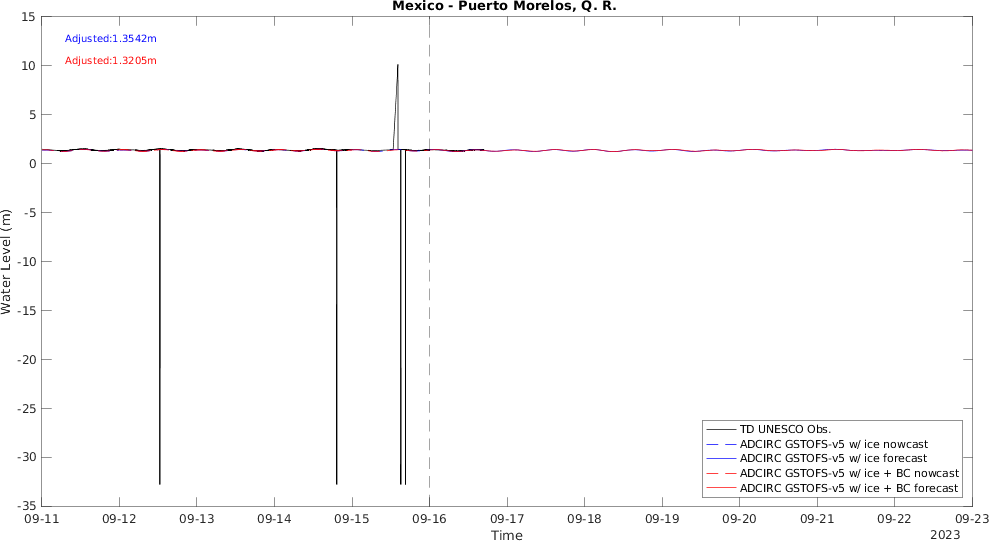 Mexico - Puerto Morelos, Q. R.
Adjusted:1.3542m
Adjusted:1.3205m
15
10
5
0
-5
-10
-15
-20
-25
-30
-35
Water Level (m)
TD UNESCO Obs.
ADCIRC GSTOFS-v5 w/ ice nowcast
ADCIRC GSTOFS-v5 w/ ice forecast
ADCIRC GSTOFS-v5 w/ ice + BC nowcast
ADCIRC GSTOFS-v5 w/ ice + BC forecast
09-11 09-12 09-13 09-14 09-15 09-16 09-17 09-18 09-19 09-20 09-21 09-22 09-23
Time
2023